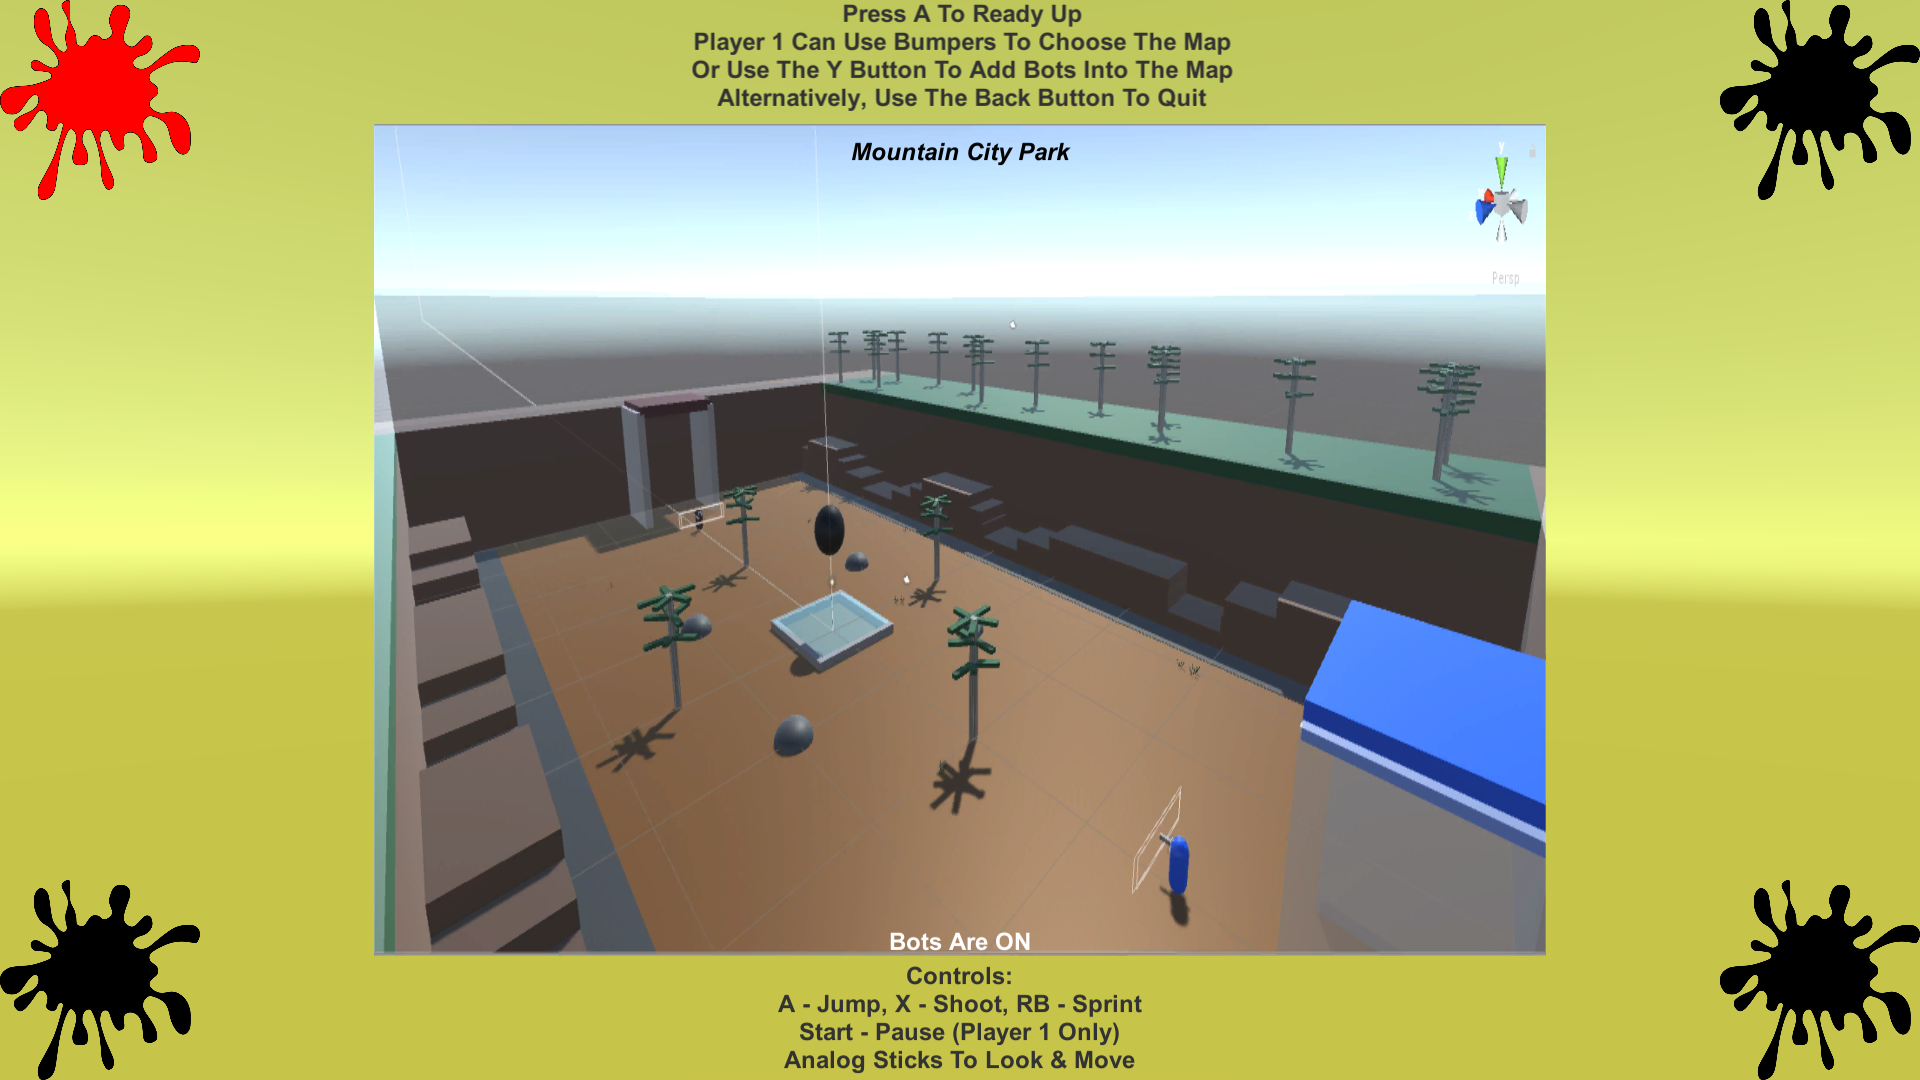 Press A To Ready Up
Player 1 Can Use Bumpers To Choose The Map
Or Use The Y Button To Add Bots Into The Map
Alternatively, Use The Back Button To Quit
Mountain City Park
y
Persp
Bots Are ON
Controls:
A - Jump, X - Shoot, RB - Sprint
Start - Pause (Player 1 Only)
Analog Sticks To Look & Move